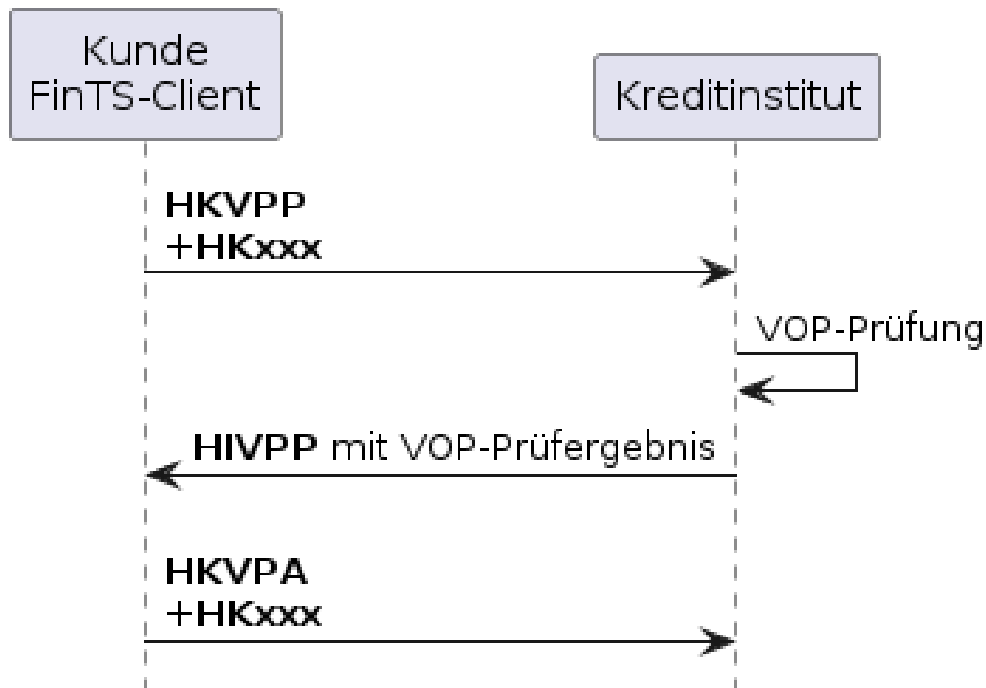 Kunde
FinTS-Client
Kreditinstitut
HKVPP
+HKxxx
VOP-Prüfung
HIVPP mit VOP-Prüfergebnis
HKVPA
+HKxxx